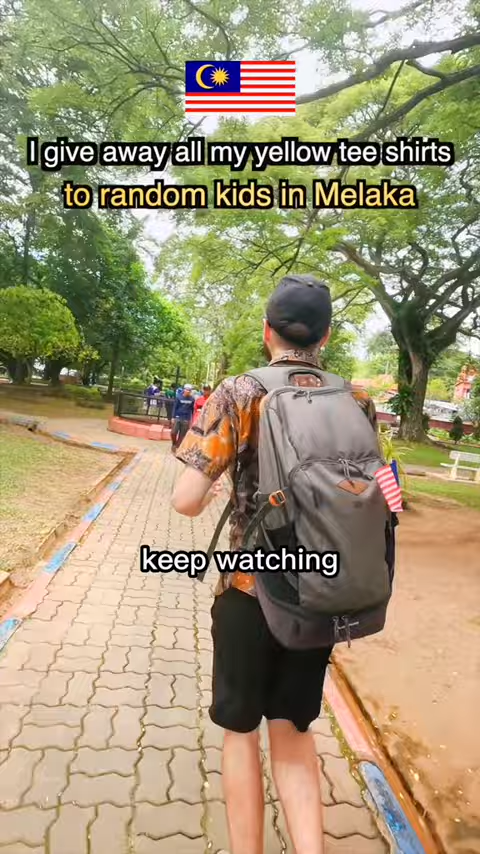 I give away all my yellow tee shirts
to random kids in Melaka
keep watching